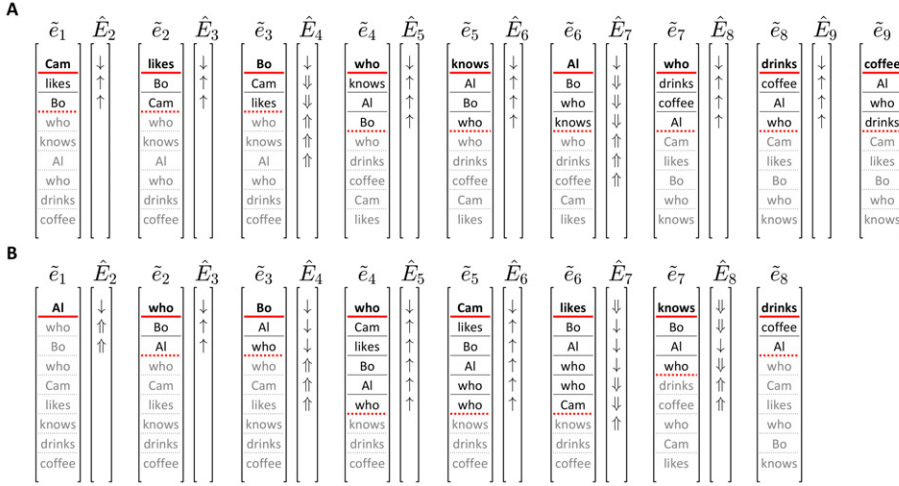 A
ẽ₁ Ê₂ ẽ₂ Ê₃ ẽ₃ Ê₄ ẽ₄ Ê₅ ẽ₅ Ê₆ ẽ₆ Ê₇ ẽ₇ Ê₈ ẽ₈ Ê₉ ẽ₉
Cam ↓ likes ↓ Bo ↓ who ↓ knows ↓ Al ↓ who ↓ drinks ↓ coffee
likes ↑ Bo ↑ Cam ⇓ knows ↑ Al ↑ Bo ⇓ drinks ↑ coffee ↑ Al
Bo ↑ Cam ↑ likes ⇓ Al ↑ Bo ↑ who ⇓ coffee ↑ Al ↑ who
who who who ⇑ Bo ↑ who ↑ knows ⇓ Al ↑ who ↑ drinks
knows knows knows ⇑ who who who ⇑ Cam Cam Cam
Al Al Al ⇑ drinks drinks drinks ⇑ likes likes likes
who who who coffee coffee coffee ⇑ Bo Bo Bo
drinks drinks drinks Cam Cam Cam who who who
coffee coffee coffee likes likes likes knows knows knows
B
ẽ₁ Ê₂ ẽ₂ Ê₃ ẽ₃ Ê₄ ẽ₄ Ê₅ ẽ₅ Ê₆ ẽ₆ Ê₇ ẽ₇ Ê₈ ẽ₈
Al ↓ who ↓ Bo ↓ who ↓ Cam ↓ likes ⇓ knows ⇓ drinks
who ⇑ Bo ↑ Al ↓ Cam ↑ likes ↑ Bo ↓ Bo ⇓ coffee
Bo ⇑ Al ↑ who ↓ likes ↑ Bo ↑ Al ↓ Al ↓ Al
who who who ⇑ Bo ↑ Al ↑ who ↓ who ⇓ who
Cam Cam Cam ⇑ Al ↑ who ↑ who ⇓ drinks ⇑ Cam
likes likes likes ⇑ who ↑ who ↑ Cam ⇓ coffee ⇑ likes
knows knows knows knows knows knows ⇑ who who
drinks drinks drinks drinks drinks drinks Cam Bo
coffee coffee coffee coffee coffee coffee likes knows